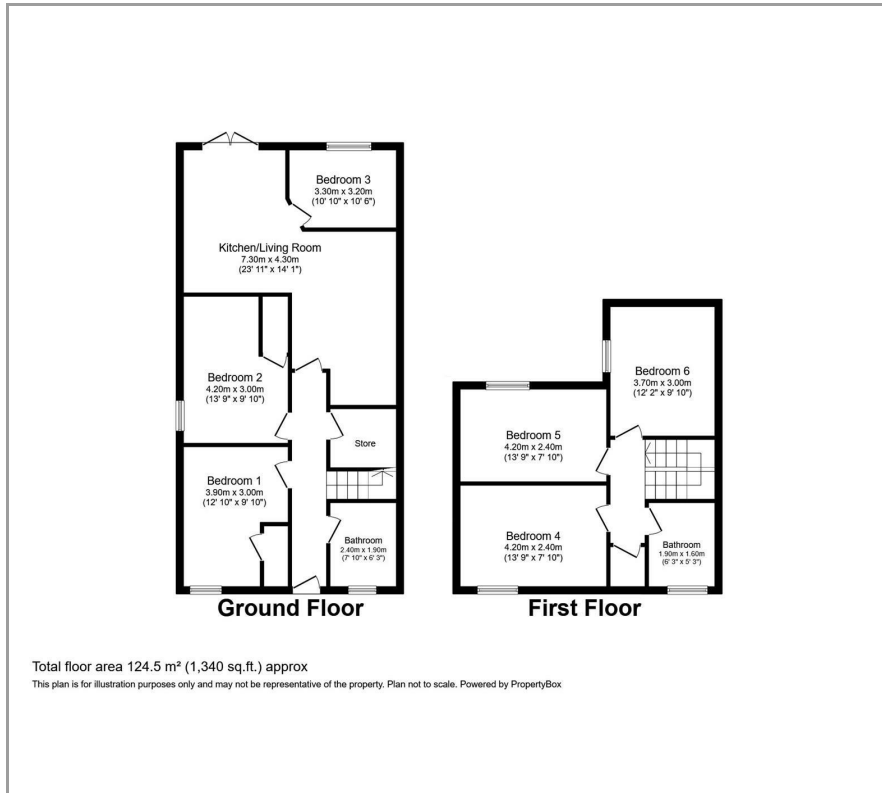 Bedroom 3
3.30m x 3.20m
(10' 10" x 10' 6")
Kitchen/Living Room
7.30m x 4.30m
(23' 11" x 14' 1")
Bedroom 2
4.20m x 3.00m
(13' 9" x 9' 10")
Store
Bedroom 1
3.90m x 3.00m
(12' 10" x 9' 10")
Bathroom
2.40m x 1.90m
(7' 10" x 6' 3")
Ground Floor
Bedroom 6
3.70m x 3.00m
(12' 2" x 9' 10")
Bedroom 5
4.20m x 2.40m
(13' 9" x 7' 10")
Bedroom 4
4.20m x 2.40m
(13' 9" x 7' 10")
Bathroom
1.90m x 1.60m
(6' 3" x 5' 3")
First Floor
Total floor area 124.5 m² (1,340 sq.ft.) approx
This plan is for illustration purposes only and may not be representative of the property. Plan not to scale. Powered by PropertyBox